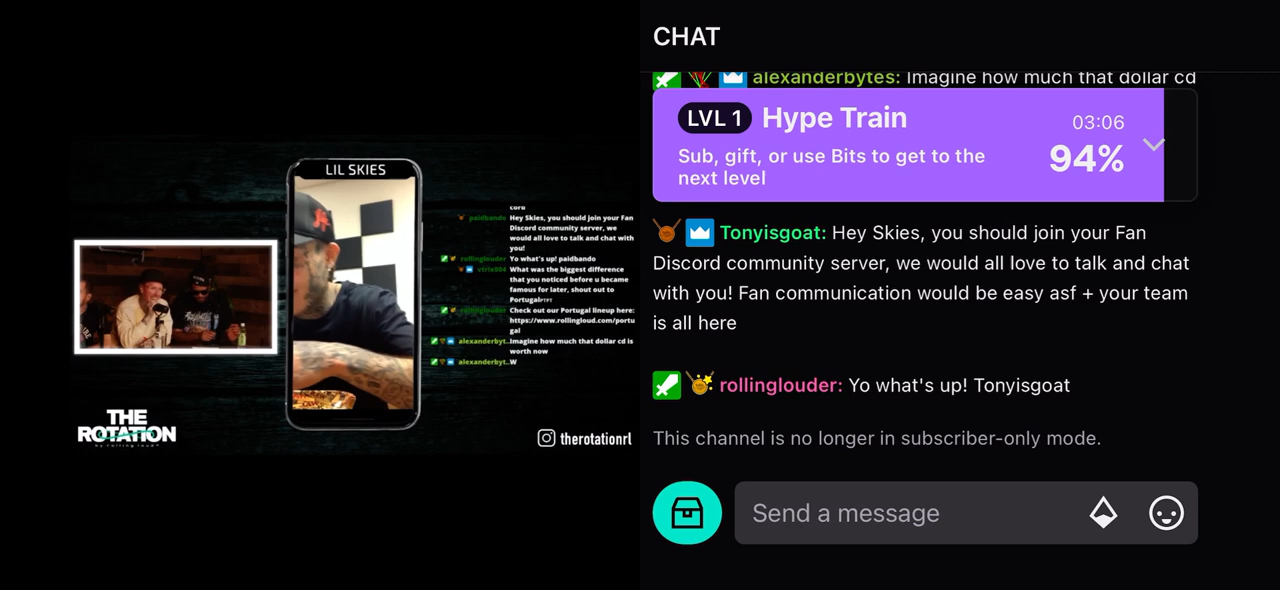 LIL SKIES
cord
paidbando Hey Skies, you should join your Fan
Discord community server, we
would all love to talk and chat with
you!
rollinglouder Yo what's up! paidbando
What was the biggest difference
that you noticed before u became
famous for later, shout out to
Portugal
rollinglouder Check out our Portugal lineup here:
https://www.rollingloud.com/portu
gal
alexanderbyt.. Imagine how much that dollar cd is
worth now
alexanderbyt.. W
THE
ROTATION
by rolling loud
therotationrl
CHAT
alexanderbytes: Imagine how much that dollar cd
LVL 1 Hype Train
03:06
Sub, gift, or use Bits to get to the
next level
94%
Tonyisgoat: Hey Skies, you should join your Fan
Discord community server, we would all love to talk and chat
with you! Fan communication would be easy asf + your team
is all here
rollinglouder: Yo what's up! Tonyisgoat
This channel is no longer in subscriber-only mode.
Send a message